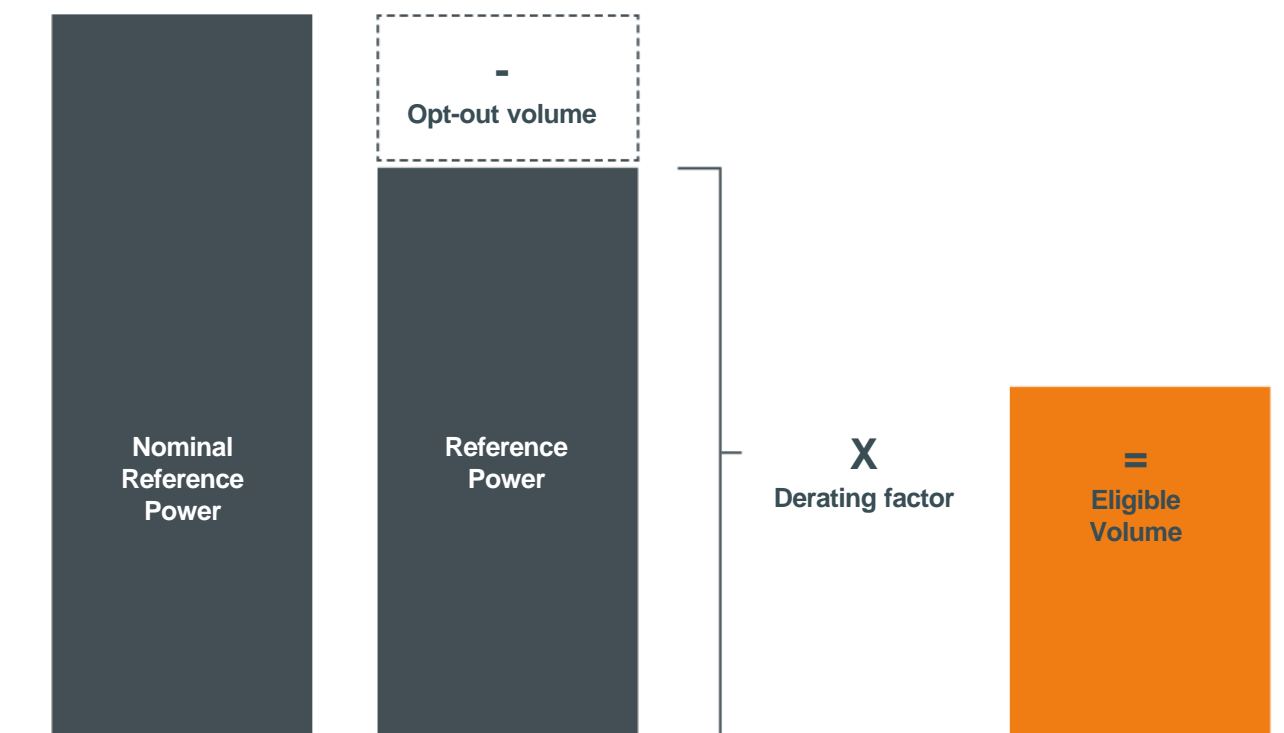 Nominal
Reference
Power
-
Opt-out volume
Reference
Power
X
Derating factor
=
Eligible
Volume